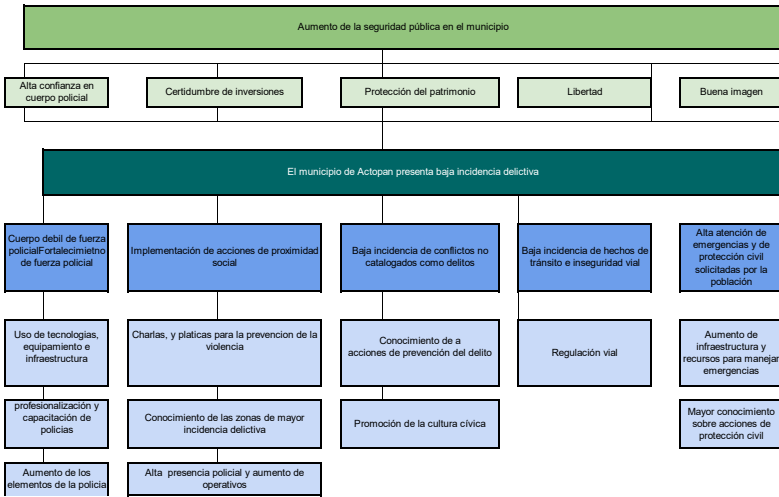 Aumento de la seguridad pública en el municipio
Alta confianza en
cuerpo policial
Certidumbre de inversiones
Protección del patrimonio
Libertad
Buena imagen
El municipio de Actopan presenta baja incidencia delictiva
Cuerpo debil de fuerza
policialFortalecimietno
de fuerza policial
Implementación de acciones de proximidad
social
Baja incidencia de conflictos no
catalogados como delitos
Baja incidencia de hechos de
tránsito e inseguridad vial
Alta atención de
emergencias y de
protección civil
solicitadas por la
población
Uso de tecnologías,
equipamiento e
infraestructura
Charlas, y platicas para la prevencion de la
violencia
Conocimiento de a
acciones de prevención del delito
Regulación vial
Aumento de
infraestructura y
recursos para manejar
emergencias
profesionalización y
capacitación de
policias
Conocimiento de las zonas de mayor
incidencia delictiva
Promoción de la cultura cívica
Mayor conocimiento
sobre acciones de
protección civil
Aumento de los
elementos de la policia
Alta presencia policial y aumento de
operativos